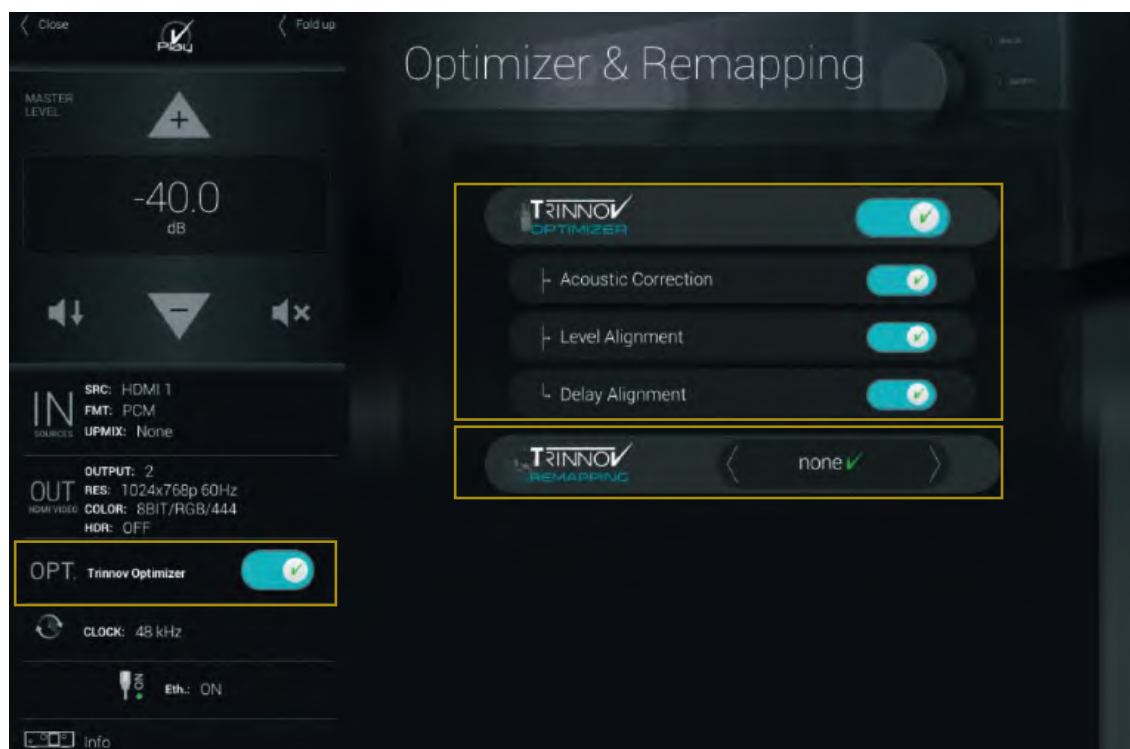 Close
Play
Fold up
MASTER
LEVEL
+
-40.0
dB
−
IN
SOURCES
SRC: HDMI 1
FMT: PCM
UPMIX: None
OUT
HDMI VIDEO
OUTPUT: 2
RES: 1024x768p 60Hz
COLOR: 8BIT/RGB/444
HDR: OFF
OPT. Trinnov Optimizer
CLOCK: 48 kHz
ON
Eth.: ON
Info
Optimizer & Remapping
TRINNOV
OPTIMIZER
Acoustic Correction
Level Alignment
Delay Alignment
TRINNOV
REMAPPING
none